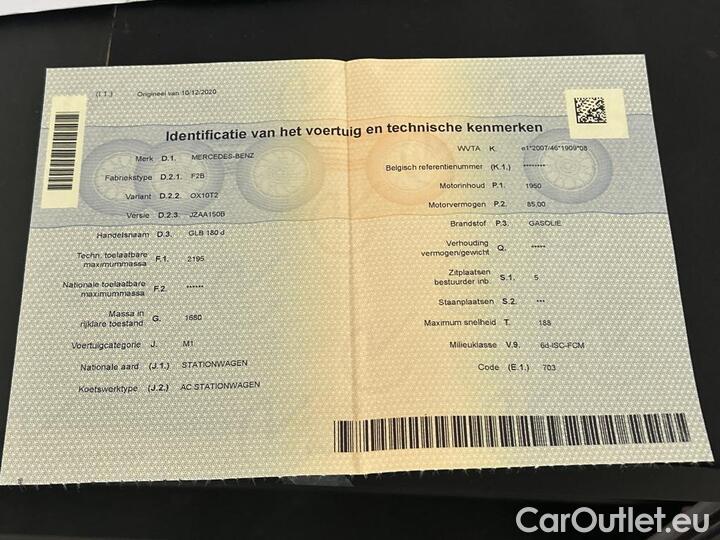 (I.1.) Origineel van 10/12/2020
Identificatie van het voertuig en technische kenmerken
Merk D.1. MERCEDES-BENZ
Fabriekstype D.2.1. F2B
Variant D.2.2. OX10T2
Versie D.2.3. JZAA150B
Handelsnaam D.3. GLB 180 d
Techn. toelaatbare
maximummassa F.1. 2195
Nationale toelaatbare
maximummassa F.2. ******
Massa in
rijklare toestand G. 1680
Voertuigcategorie J. M1
Nationale aard (J.1.) STATIONWAGEN
Koetswerktype (J.2.) AC STATIONWAGEN
WVTA K. e1*2007/46*1909*08
Belgisch referentienummer (K.1.) ********
Motorinhoud P.1. 1950
Motorvermogen P.2. 85,00
Brandstof P.3. GASOLIE
Verhouding
vermogen/gewicht Q. *****
Zitplaatsen
bestuurder inb. S.1. 5
Staanplaatsen S.2. ***
Maximum snelheid T. 188
Milieuklasse V.9. 6d-ISC-FCM
Code (E.1.) 703
CarOutlet.eu